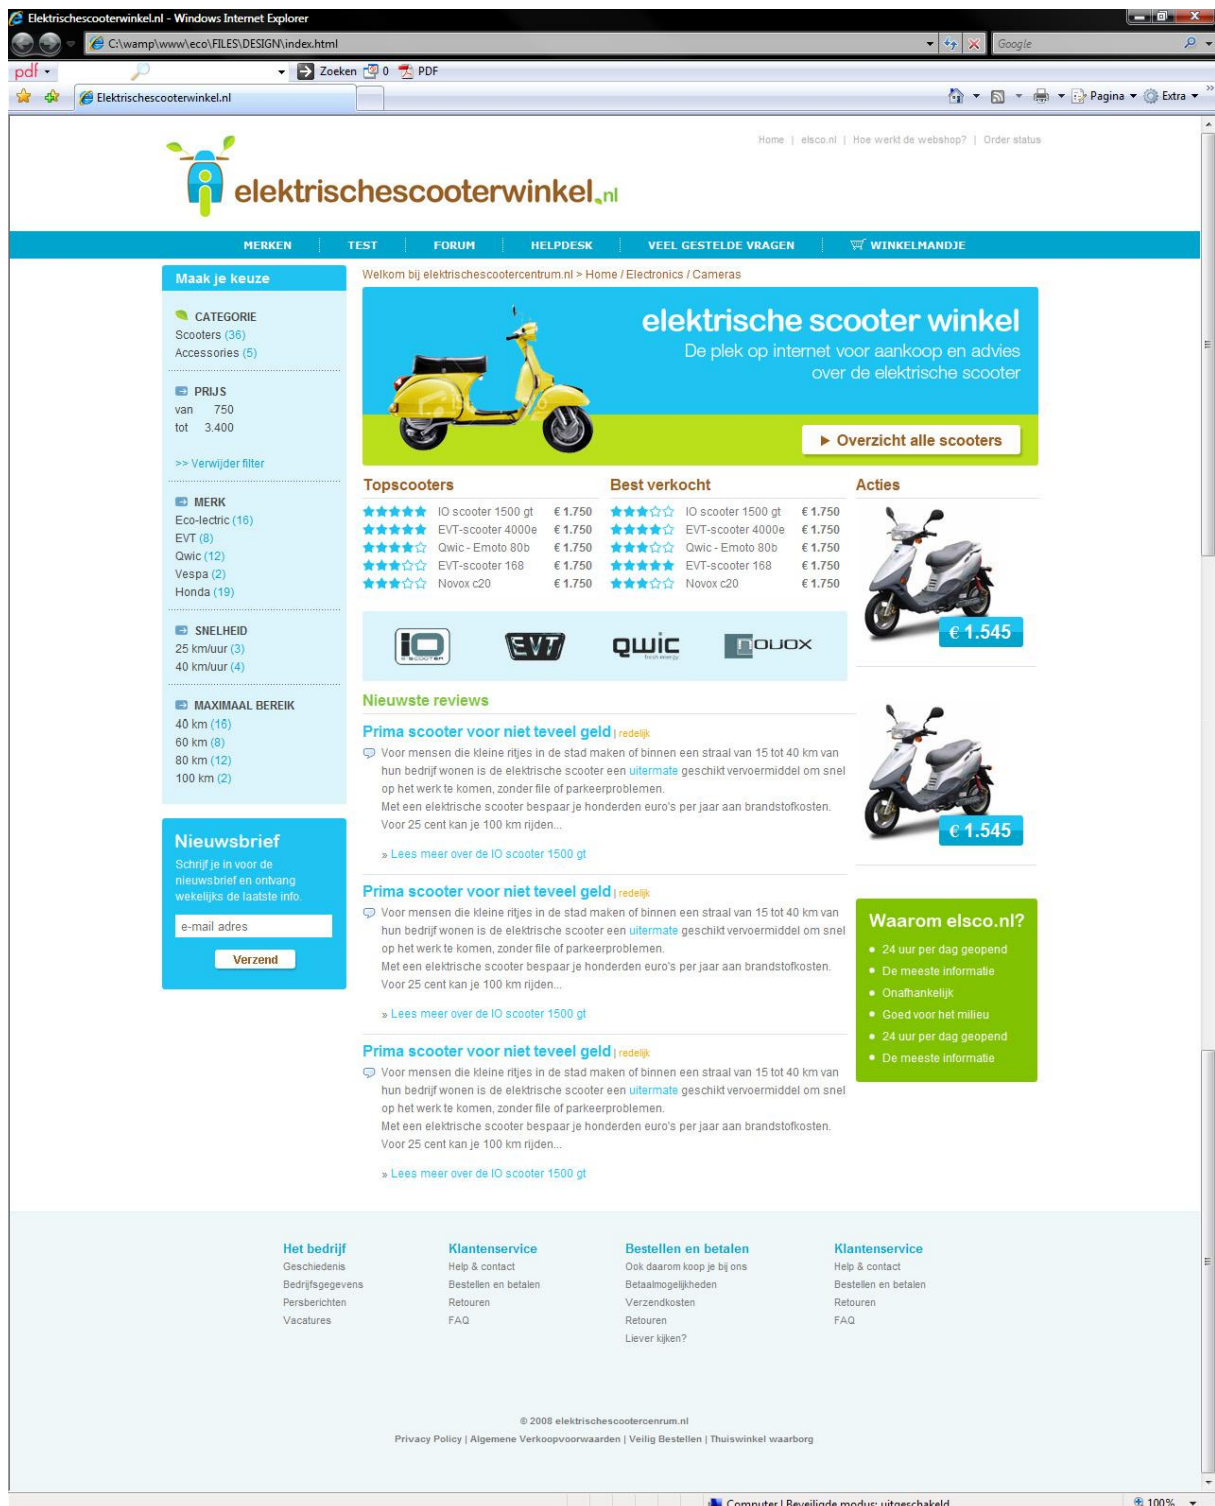 Elektrischescooterwinkel.nl - Windows Internet Explorer
C:\wamp\www\eco\FILES\DESIGN\index.html
Google
pdf
Zoeken
0
PDF
Elektrischescooterwinkel.nl
Pagina
Extra
Home | elsco.nl | Hoe werkt de webshop? | Order status
elektrischescooterwinkel.nl
MERKEN
TEST
FORUM
HELPDESK
VEEL GESTELDE VRAGEN
WINKELMANDJE
Maak je keuze
CATEGORIE
Scooters (36)
Accessories (5)
PRIJS
van 750
tot 3.400
>> Verwijder filter
MERK
Eco-lectric (16)
EVT (8)
Qwic (12)
Vespa (2)
Honda (19)
SNELHEID
25 km/uur (3)
40 km/uur (4)
MAXIMAAL BEREIK
40 km (16)
60 km (8)
80 km (12)
100 km (2)
Nieuwsbrief
Schrijf je in voor de
nieuwsbrief en ontvang
wekelijks de laatste info.
e-mail adres
Verzend
Welkom bij elektrischescootercentrum.nl > Home / Electronics / Cameras
elektrische scooter winkel
De plek op internet voor aankoop en advies
over de elektrische scooter
Overzicht alle scooters
Topscooters
IO scooter 1500 gt € 1.750
EVT-scooter 4000e € 1.750
Qwic - Emoto 80b € 1.750
EVT-scooter 168 € 1.750
Novox c20 € 1.750
Best verkocht
IO scooter 1500 gt € 1.750
EVT-scooter 4000e € 1.750
Qwic - Emoto 80b € 1.750
EVT-scooter 168 € 1.750
Novox c20 € 1.750
iO
EVT
qwic
fresh energy
novox
Nieuwste reviews
Prima scooter voor niet teveel geld | redelijk
Voor mensen die kleine ritjes in de stad maken of binnen een straal van 15 tot 40 km van
hun bedrijf wonen is de elektrische scooter een uitermate geschikt vervoermiddel om snel
op het werk te komen, zonder file of parkeerproblemen.
Met een elektrische scooter bespaar je honderden euro's per jaar aan brandstofkosten.
Voor 25 cent kan je 100 km rijden...
» Lees meer over de IO scooter 1500 gt
Prima scooter voor niet teveel geld | redelijk
Voor mensen die kleine ritjes in de stad maken of binnen een straal van 15 tot 40 km van
hun bedrijf wonen is de elektrische scooter een uitermate geschikt vervoermiddel om snel
op het werk te komen, zonder file of parkeerproblemen.
Met een elektrische scooter bespaar je honderden euro's per jaar aan brandstofkosten.
Voor 25 cent kan je 100 km rijden...
» Lees meer over de IO scooter 1500 gt
Prima scooter voor niet teveel geld | redelijk
Voor mensen die kleine ritjes in de stad maken of binnen een straal van 15 tot 40 km van
hun bedrijf wonen is de elektrische scooter een uitermate geschikt vervoermiddel om snel
op het werk te komen, zonder file of parkeerproblemen.
Met een elektrische scooter bespaar je honderden euro's per jaar aan brandstofkosten.
Voor 25 cent kan je 100 km rijden...
» Lees meer over de IO scooter 1500 gt
Acties
€ 1.545
€ 1.545
Waarom elsco.nl?
24 uur per dag geopend
De meeste informatie
Onafhankelijk
Goed voor het milieu
24 uur per dag geopend
De meeste informatie
Het bedrijf
Geschiedenis
Bedrijfsgegevens
Persberichten
Vacatures
Klantenservice
Help & contact
Bestellen en betalen
Retouren
FAQ
Bestellen en betalen
Ook daarom koop je bij ons
Betaalmogelijkheden
Verzendkosten
Retouren
Liever kijken?
Klantenservice
Help & contact
Bestellen en betalen
Retouren
FAQ
© 2008 elektrischescootercenrum.nl
Privacy Policy | Algemene Verkoopvoorwaarden | Veilig Bestellen | Thuiswinkel waarborg
Computer | Beveiligde modus: uitgeschakeld
100%